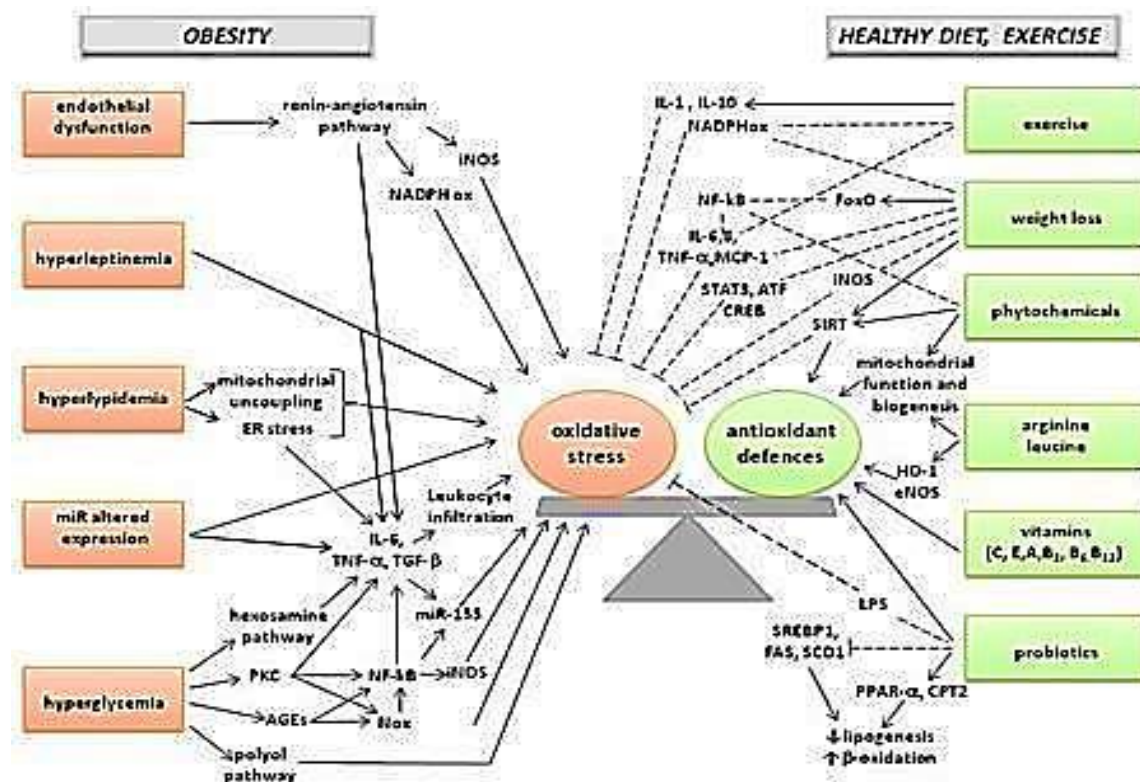 OBESITY
HEALTHY DIET, EXERCISE
endothelial
dysfunction
hyperleptinemia
hyperlypidemia
miR altered
expression
hyperglycemia
renin-angiotensin
pathway
iNOS
NADPH ox
mitochondrial
uncoupling
ER stress
Leukocyte
infiltration
IL-6,
TNF-α, TGF-β
hexosamine
pathway
miR-155
PKC
NF-kB
iNOS
AGEs
Nox
polyol
pathway
oxidative
stress
antioxidant
defences
IL-1, IL-10
NADPHox
NF-kB
FoxO
TNF-α,MCP-1
STAT3, ATF
CREB
iNOS
SIRT
mitochondrial
function and
biogenesis
HO-1
eNOS
LPS
SREBP1,
FAS, SCD1
PPAR-α, CPT2
↓lipogenesis
↑β-oxidation
exercise
weight loss
phytochemicals
arginine
leucine
vitamins
(C, E,A,B₁, B₆ B₁₂)
probiotics